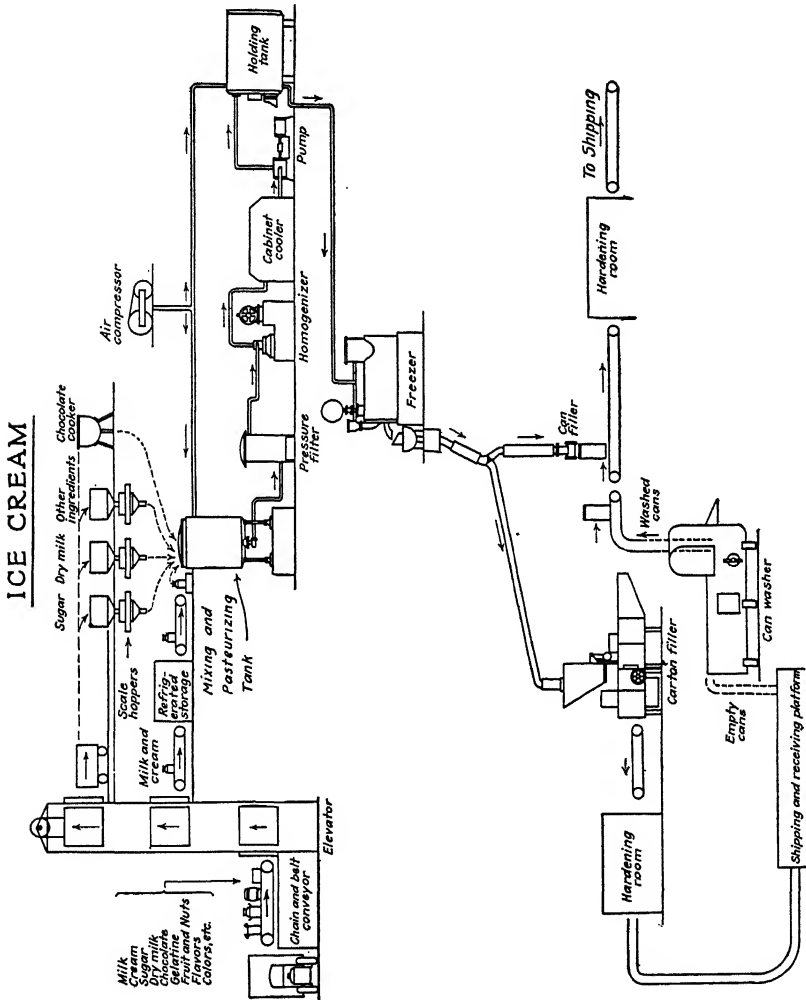 ICE CREAM
Milk
Cream
Sugar
Dry milk
Chocolate
Gelatine
Fruit and Nuts
Flavors
Colors, etc.
Chain and belt
conveyor
Elevator
Milk and
cream
Scale
hoppers
Refrig-
erated
storage
Sugar
Dry milk
Other
ingredients
Chocolate
cooker
Mixing and
Pasteurizing
Tank
Air
compressor
Pressure
filter
Homogenizer
Cabinet
cooler
Pump
Holding
tank
Freezer
Can
filler
Hardening
room
To Shipping
Washed
cans
Can washer
Empty
cans
Carton filler
Hardening
room
Shipping and receiving platform